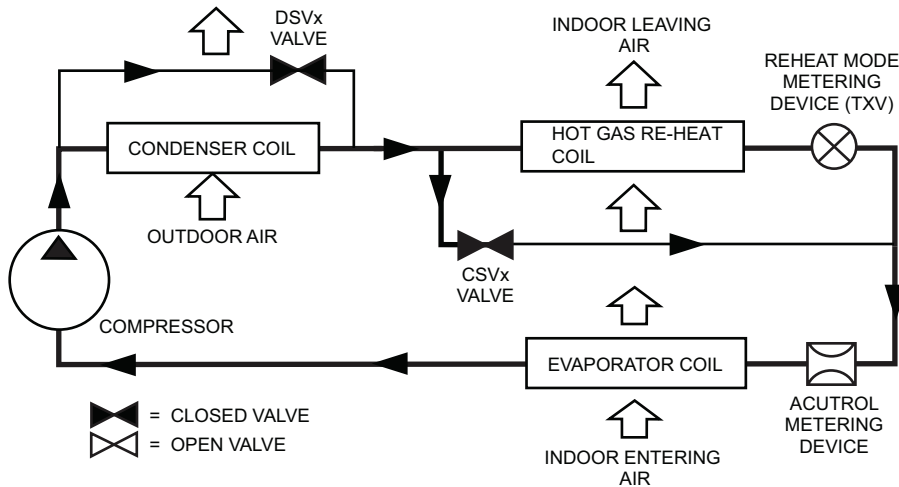 DSVx
VALVE
INDOOR LEAVING
AIR
REHEAT MODE
METERING
DEVICE (TXV)
CONDENSER COIL
HOT GAS RE-HEAT
COIL
OUTDOOR AIR
CSVx
VALVE
COMPRESSOR
EVAPORATOR COIL
ACUTROL
METERING
DEVICE
= CLOSED VALVE
= OPEN VALVE
INDOOR ENTERING
AIR